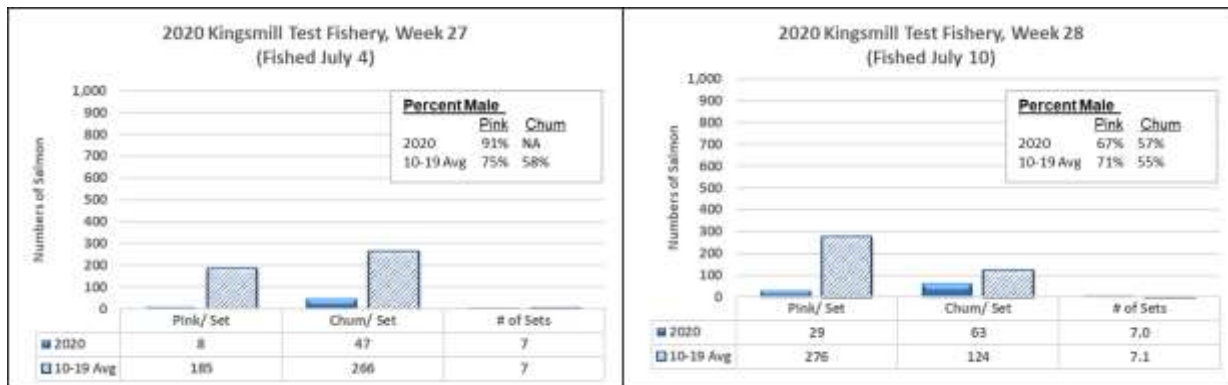 2020 Kingsmill Test Fishery, Week 27
(Fished July 4)
Numbers of Salmon
1,000
900
800
700
600
500
400
300
200
100
0
Percent Male
Pink Chum
2020 91% NA
10-19 Avg 75% 58%
Pink/ Set Chum/ Set # of Sets
2020 8 47 7
10-19 Avg 185 266 7
2020 Kingsmill Test Fishery, Week 28
(Fished July 10)
Numbers of Salmon
1,000
900
800
700
600
500
400
300
200
100
0
Percent Male
Pink Chum
2020 67% 57%
10-19 Avg 71% 55%
Pink/ Set Chum/ Set # of Sets
2020 29 63 7.0
10-19 Avg 276 124 7.1